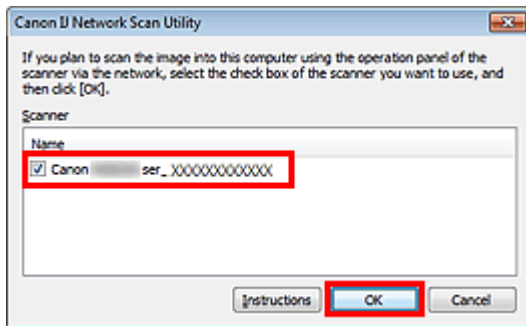 Canon IJ Network Scan Utility
If you plan to scan the image into this computer using the operation panel of the
scanner via the network, select the check box of the scanner you want to use, and
then click [OK].
Scanner
Name
Canon ser_XXXXXXXXXXXXX
Instructions OK Cancel